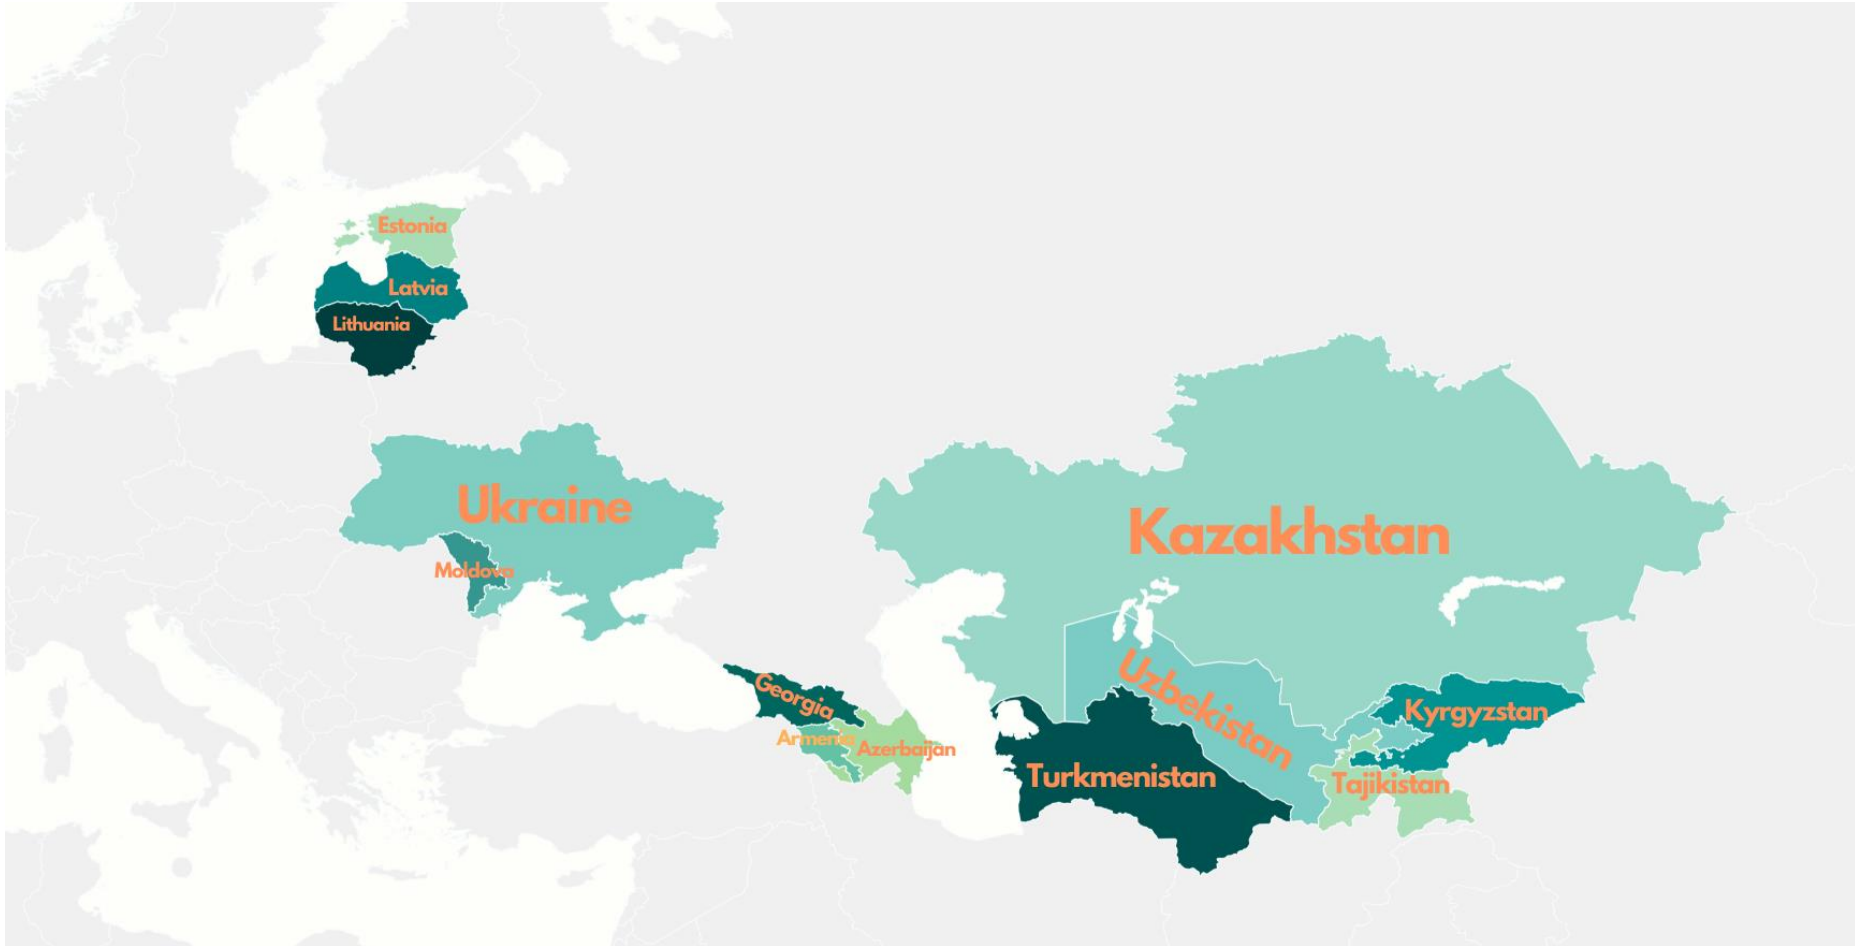 Estonia
Latvia
Lithuania
Ukraine
Kazakhstan
Moldova
Uzbekistan
Georgia
Kyrgyzstan
Armenia
Azerbaijan
Turkmenistan
Tajikistan